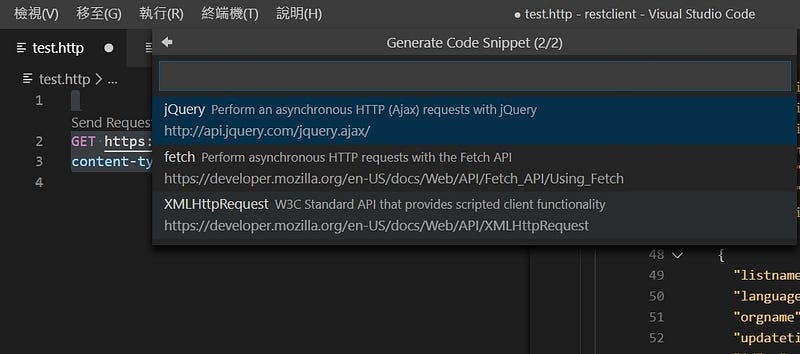 檢視(V) 移至(G) 執行(R) 終端機(T) 說明(H) ● test.http - restclient - Visual Studio Code
test.http ●
Generate Code Snippet (2/2)
test.http > ...
1
jQuery Perform an asynchronous HTTP (Ajax) requests with jQuery
http://api.jquery.com/jquery.ajax/
Send Request
2 GET https:
fetch Perform asynchronous HTTP requests with the Fetch API
3 content-ty
https://developer.mozilla.org/en-US/docs/Web/API/Fetch_API/Using_Fetch
4
XMLHttpRequest W3C Standard API that provides scripted client functionality
https://developer.mozilla.org/en-US/docs/Web/API/XMLHttpRequest
48 {
49 "listname
50 "language
51 "orgname"
52 "updateti